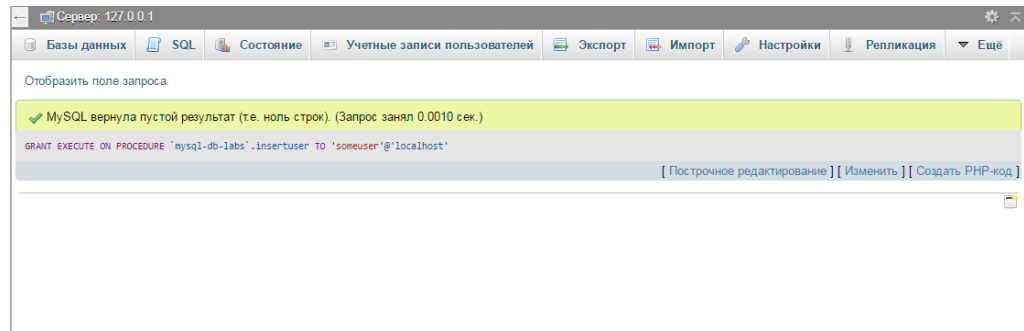 Сервер: 127.0.0.1
Базы данных SQL Состояние Учетные записи пользователей Экспорт Импорт Настройки Репликация Ещё
Отобразить поле запроса
MySQL вернула пустой результат (т.е. ноль строк). (Запрос занял 0.0010 сек.)
GRANT EXECUTE ON PROCEDURE `mysql-db-labs`.insertuser TO 'someuser'@'localhost'
[ Построчное редактирование ] [ Изменить ] [ Создать PHP-код ]